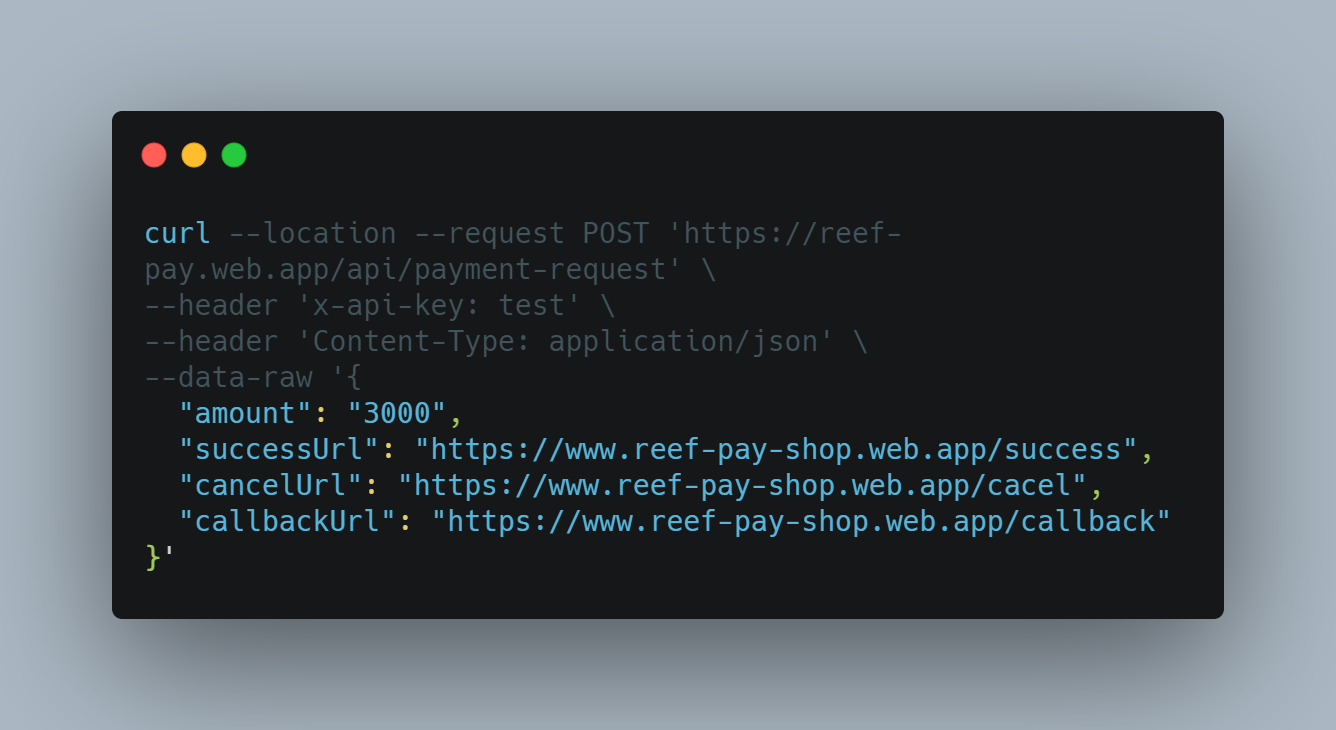 curl --location --request POST 'https://reef-
pay.web.app/api/payment-request' \
--header 'x-api-key: test' \
--header 'Content-Type: application/json' \
--data-raw '{
  "amount": "3000",
  "successUrl": "https://www.reef-pay-shop.web.app/success",
  "cancelUrl": "https://www.reef-pay-shop.web.app/cacel",
  "callbackUrl": "https://www.reef-pay-shop.web.app/callback"
}'